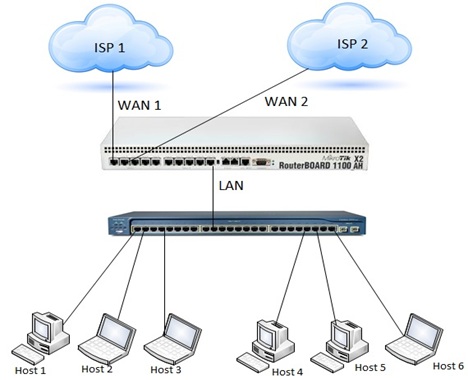 ISP 1
ISP 2
WAN 1
WAN 2
MikroTik X2
RouterBOARD 1100 AH
LAN
Host 1
Host 2
Host 3
Host 4
Host 5
Host 6